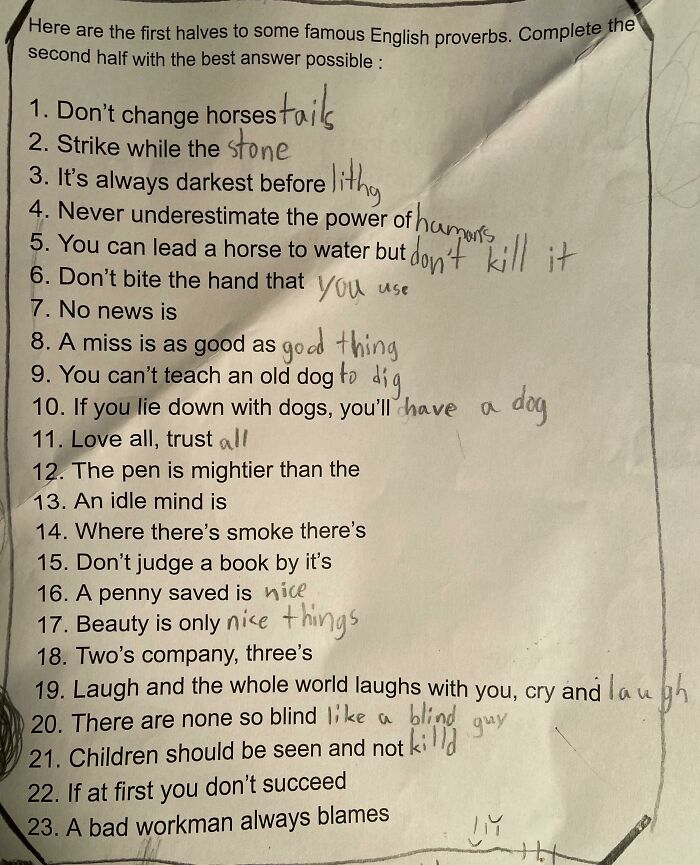 Here are the first halves to some famous English proverbs. Complete the
second half with the best answer possible :
1. Don't change horses tails
2. Strike while the stone
3. It's always darkest before lithy
4. Never underestimate the power of humans
5. You can lead a horse to water but don't kill it
6. Don't bite the hand that you use
7. No news is
8. A miss is as good as good thing
9. You can't teach an old dog to dig
10. If you lie down with dogs, you'll have a dog
11. Love all, trust all
12. The pen is mightier than the
13. An idle mind is
14. Where there's smoke there's
15. Don't judge a book by it's
16. A penny saved is nice
17. Beauty is only nice things
18. Two's company, three's
19. Laugh and the whole world laughs with you, cry and laugh
20. There are none so blind like a blind guy
21. Children should be seen and not killd
22. If at first you don't succeed
23. A bad workman always blames